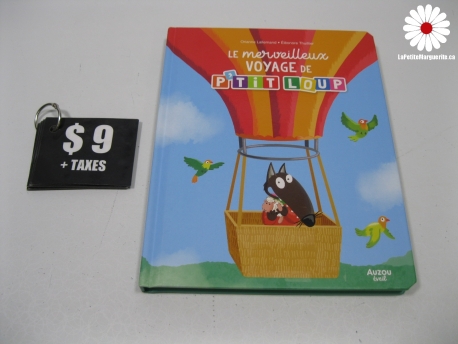 LaPetiteMarguerite.ca
$9
+ TAXES
LE merveilleux
VOYAGE DE
P'TIT LOUP
AUZOU